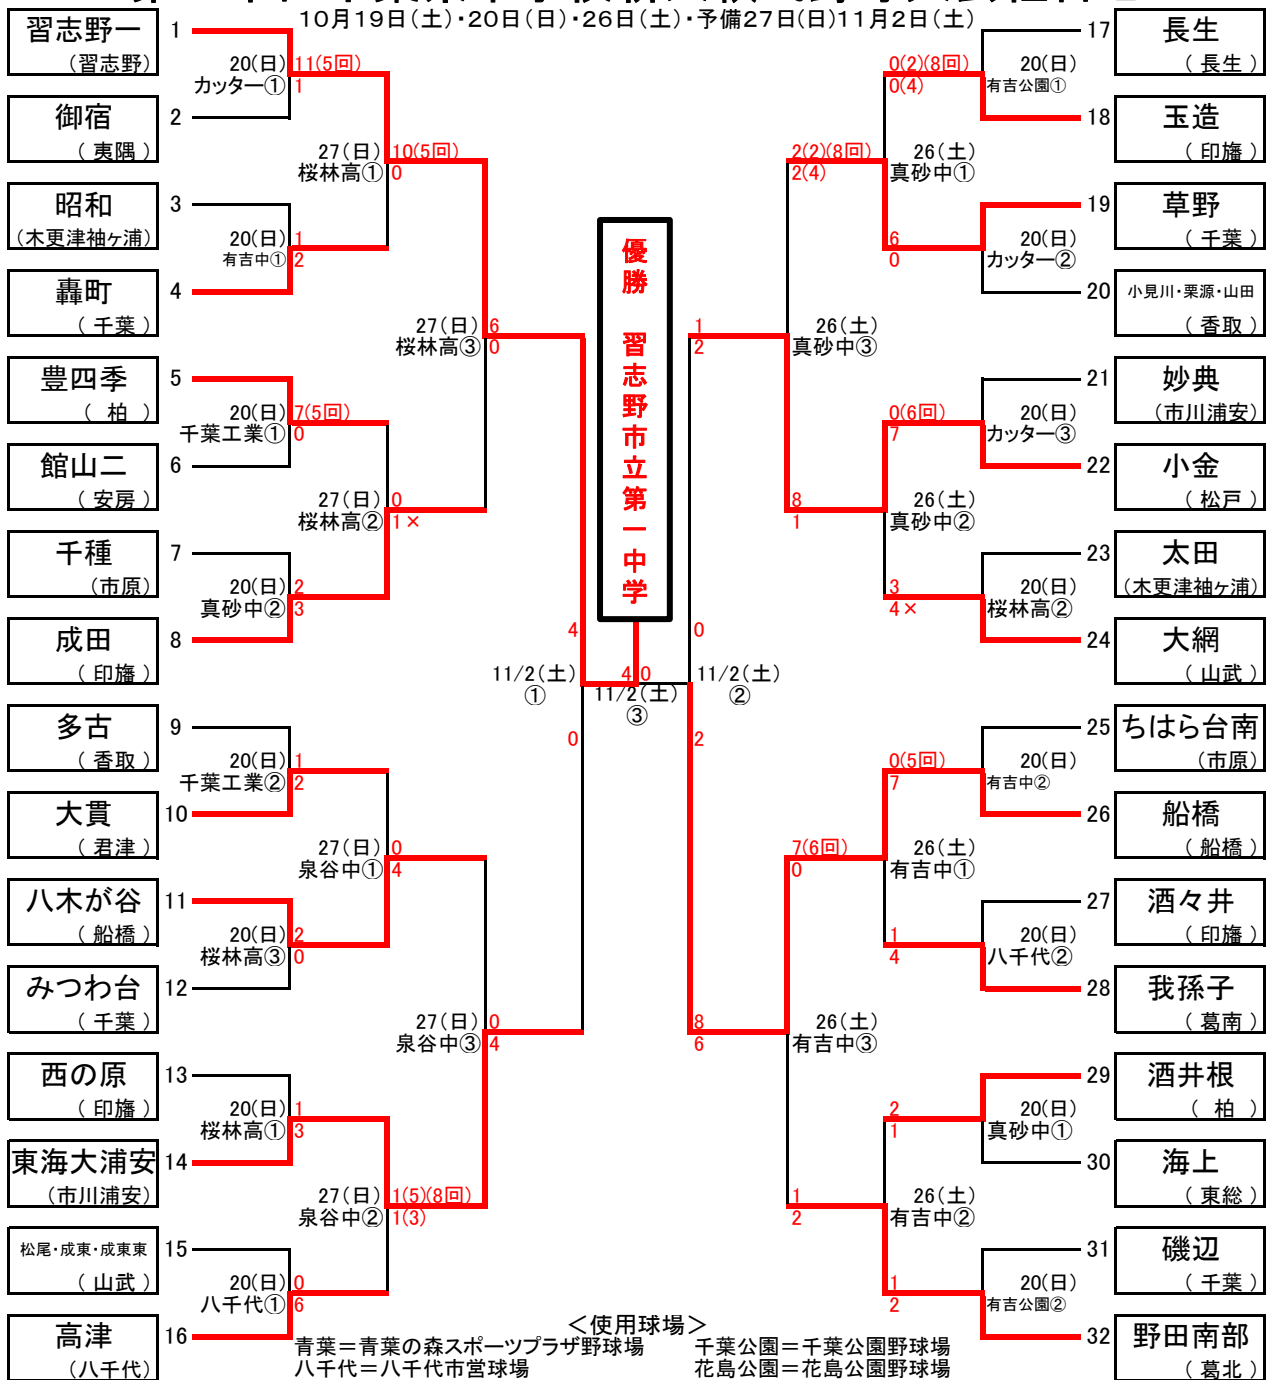 10月19日(土)・20日(日)・26日(土)・予備27日(日)11月2日(土)
習志野一
(習志野)
1
20(日)
カッター①
11(5回)
1
御宿
(夷隅)
2
27(日)
桜林高①
10(5回)
0
昭和
(木更津袖ヶ浦)
3
20(日)
有吉中①
1
2
轟町
(千葉)
4
27(日)
桜林高③
6
0
豊四季
(柏)
5
20(日)
千葉工業①
7(5回)
0
館山二
(安房)
6
27(日)
桜林高②
0
1×
千種
(市原)
7
20(日)
真砂中②
2
3
成田
(印旛)
8
多古
(香取)
9
20(日)
千葉工業②
1
2
大貫
(君津)
10
27(日)
泉谷中①
0
4
八木が谷
(船橋)
11
20(日)
桜林高③
2
0
みつわ台
(千葉)
12
27(日)
泉谷中③
0
4
西の原
(印旛)
13
20(日)
桜林高①
1
3
東海大浦安
(市川浦安)
14
27(日)
泉谷中②
1(5)(8回)
1(3)
松尾・成東・成東東
(山武)
15
20(日)
八千代①
0
6
高津
(八千代)
16
優勝 習志野市立第一中学
4
11/2(土)
①
0
4 0
11/2(土)
③
0
11/2(土)
②
2
17
長生
(長生)
0(2)(8回)
0(4)
20(日)
有吉公園①
18
玉造
(印旛)
2(2)(8回)
2(4)
26(土)
真砂中①
19
草野
(千葉)
6
0
20(日)
カッター②
20
小見川・栗源・山田
(香取)
1
2
26(土)
真砂中③
21
妙典
(市川浦安)
0(6回)
7
20(日)
カッター③
22
小金
(松戸)
8
1
26(土)
真砂中②
23
太田
(木更津袖ヶ浦)
3
4×
20(日)
桜林高②
24
大網
(山武)
25
ちはら台南
(市原)
0(5回)
7
20(日)
有吉中②
26
船橋
(船橋)
7(6回)
0
26(土)
有吉中①
27
酒々井
(印旛)
1
4
20(日)
八千代②
28
我孫子
(葛南)
8
6
26(土)
有吉中③
29
酒井根
(柏)
2
1
20(日)
真砂中①
30
海上
(東総)
1
2
26(土)
有吉中②
31
磯辺
(千葉)
1
2
20(日)
有吉公園②
32
野田南部
(葛北)
＜使用球場＞
青葉＝青葉の森スポーツプラザ野球場 千葉公園＝千葉公園野球場
八千代＝八千代市営球場 花島公園＝花島公園野球場